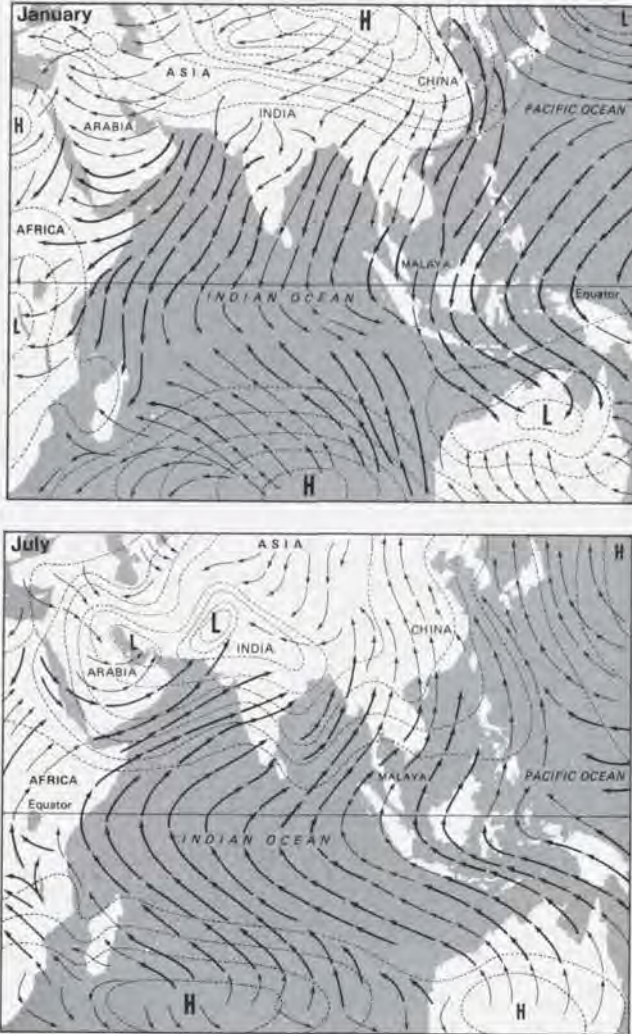 January
H
L
ASIA
CHINA
PACIFIC OCEAN
H
ARABIA
INDIA
AFRICA
MALAYA
L
INDIAN OCEAN
Equator
L
H
July
ASIA
H
L
L
INDIA
CHINA
ARABIA
AFRICA
MALAYA
PACIFIC OCEAN
Equator
INDIAN OCEAN
H
H